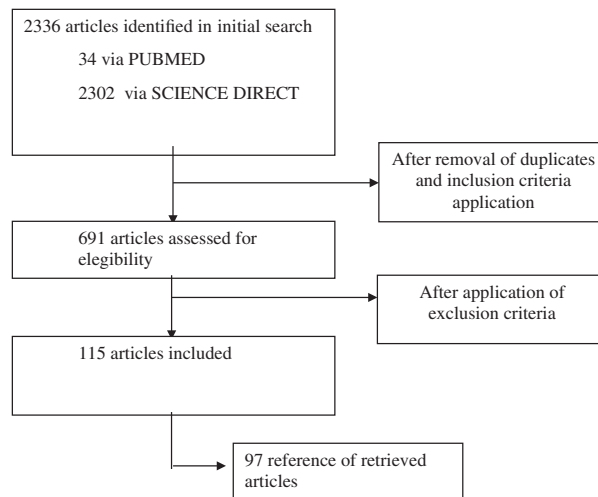 2336 articles identified in initial search
34 via PUBMED
2302 via SCIENCE DIRECT
After removal of duplicates
and inclusion criteria
application
691 articles assessed for
elegibility
After application of
exclusion criteria
115 articles included
97 reference of retrieved
articles